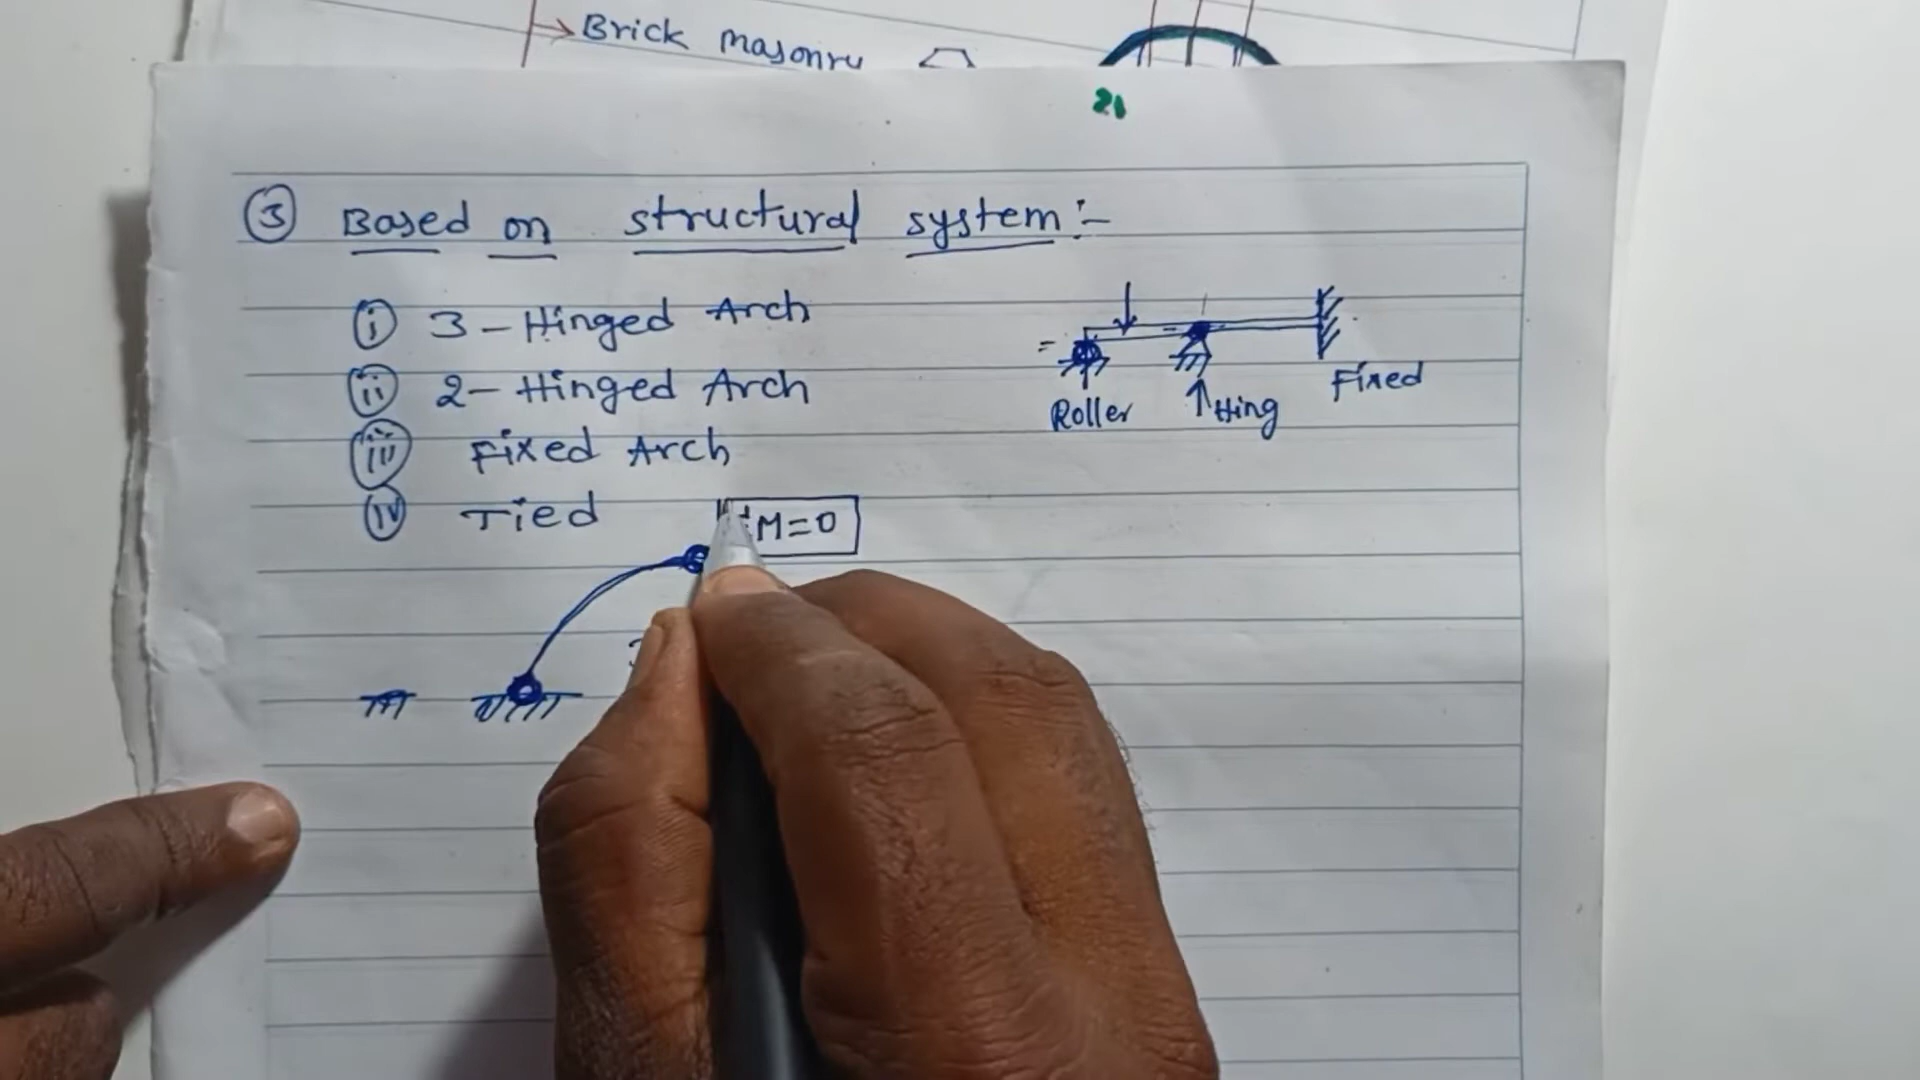 Brick masonry
21
③ Based on structural system:-
ⓘ 3-Hinged Arch
ⓘⓘ 2-Hinged Arch
ⓘⓘⓘ Fixed Arch
ⓘⓥ Tied
M=0
Roller
Hing
Fixed